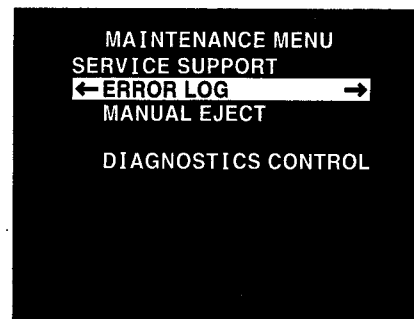 MAINTENANCE MENU
SERVICE SUPPORT
←ERROR LOG →
MANUAL EJECT
DIAGNOSTICS CONTROL